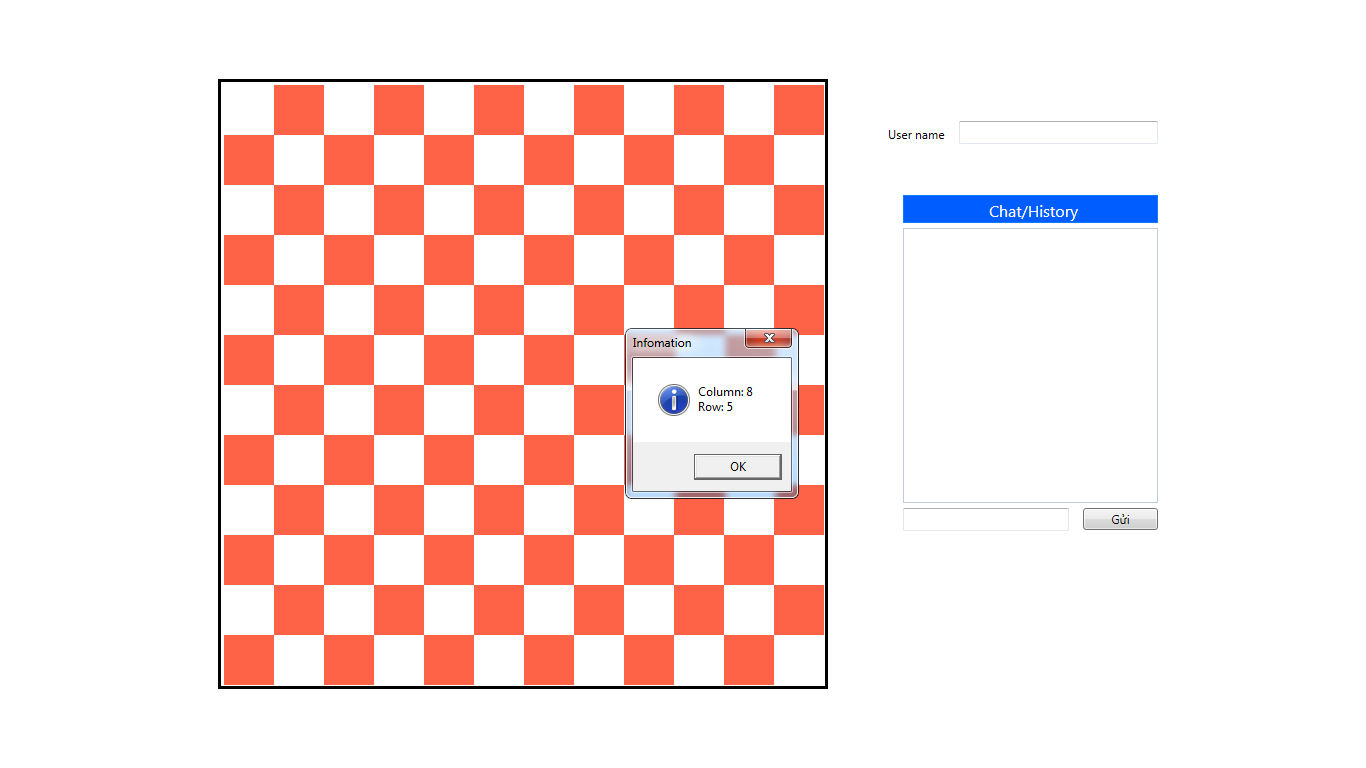 User name
Chat/History
Infomation
Column: 8
Row: 5
OK
Gửi